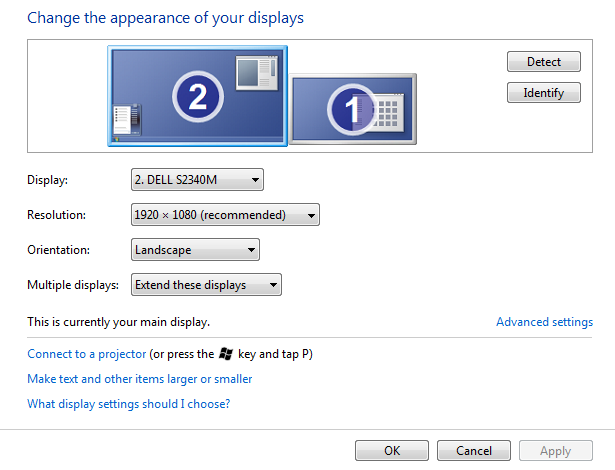 Change the appearance of your displays
2
1
Detect
Identify
Display: 2. DELL S2340M
Resolution: 1920 × 1080 (recommended)
Orientation: Landscape
Multiple displays: Extend these displays
This is currently your main display. Advanced settings
Connect to a projector (or press the key and tap P)
Make text and other items larger or smaller
What display settings should I choose?
OK Cancel Apply